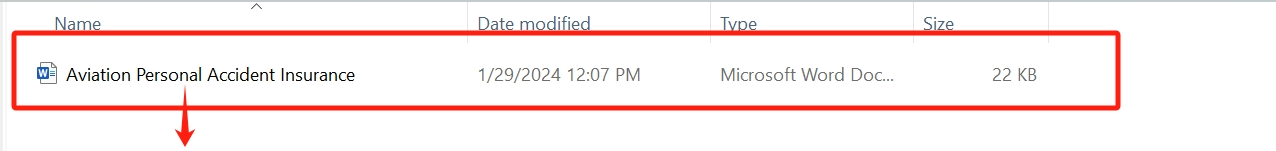 Name Date modified Type Size
Aviation Personal Accident Insurance 1/29/2024 12:07 PM Microsoft Word Doc... 22 KB